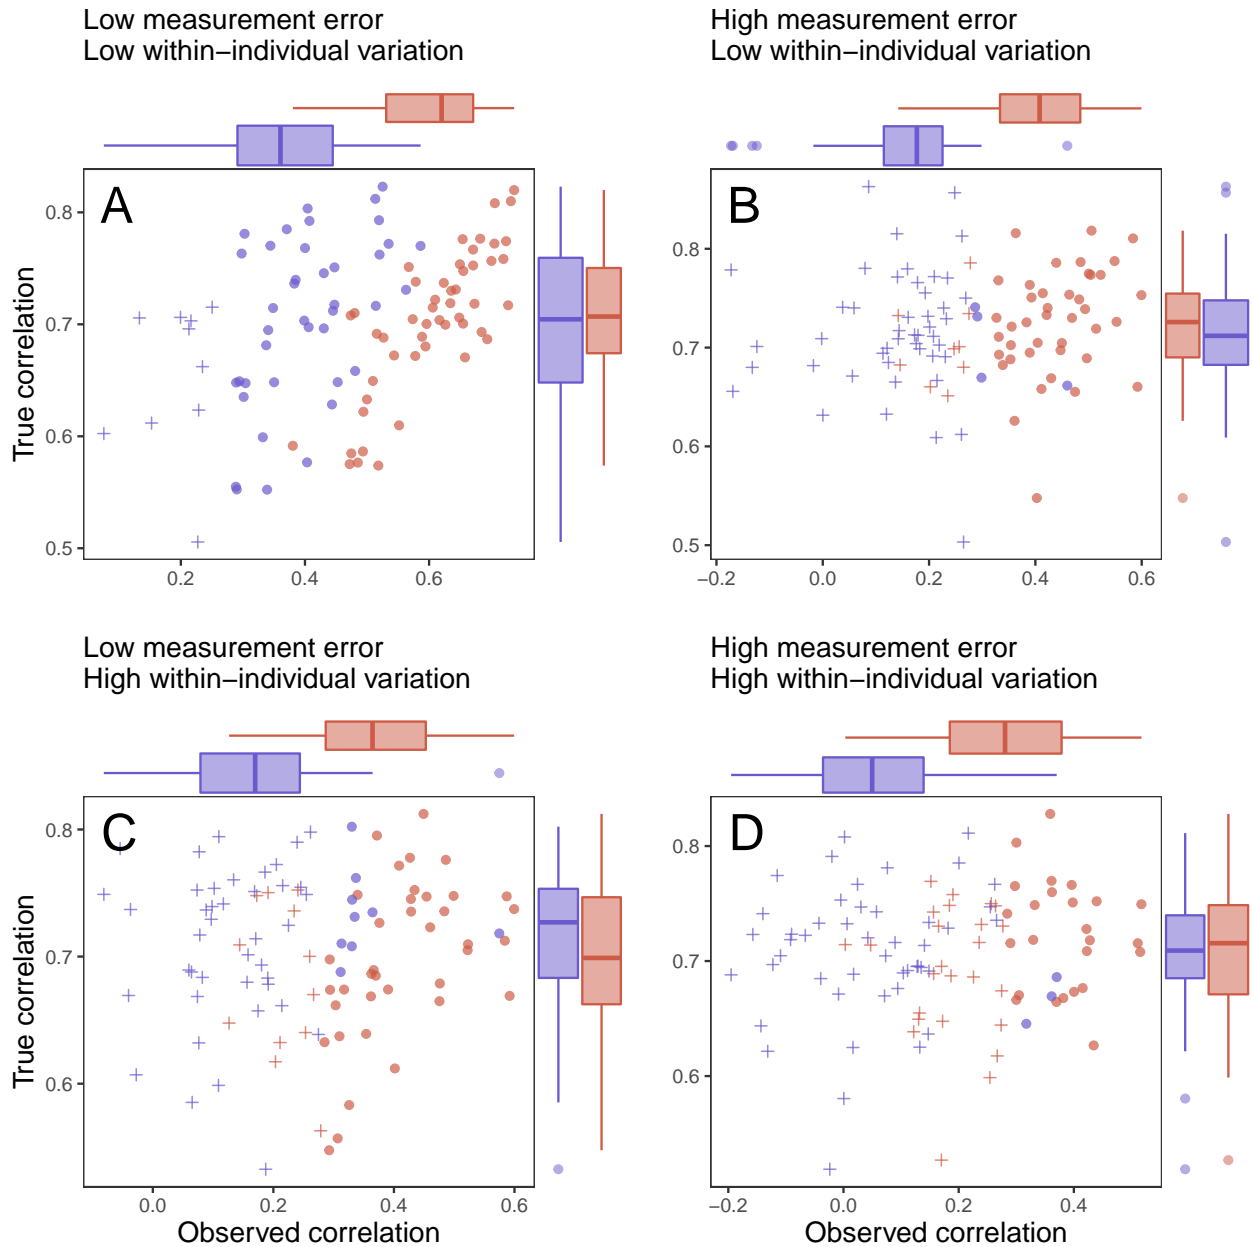 Low measurement error
Low within−individual variation
High measurement error
Low within−individual variation
A
B
True correlation
0.8
0.7
0.6
0.5
0.2
0.4
0.6
0.8
0.7
0.6
0.5
−0.2
0.0
0.2
0.4
0.6
Low measurement error
High within−individual variation
High measurement error
High within−individual variation
C
D
True correlation
0.8
0.7
0.6
0.0
0.2
0.4
0.6
Observed correlation
0.8
0.7
0.6
−0.2
0.0
0.2
0.4
Observed correlation